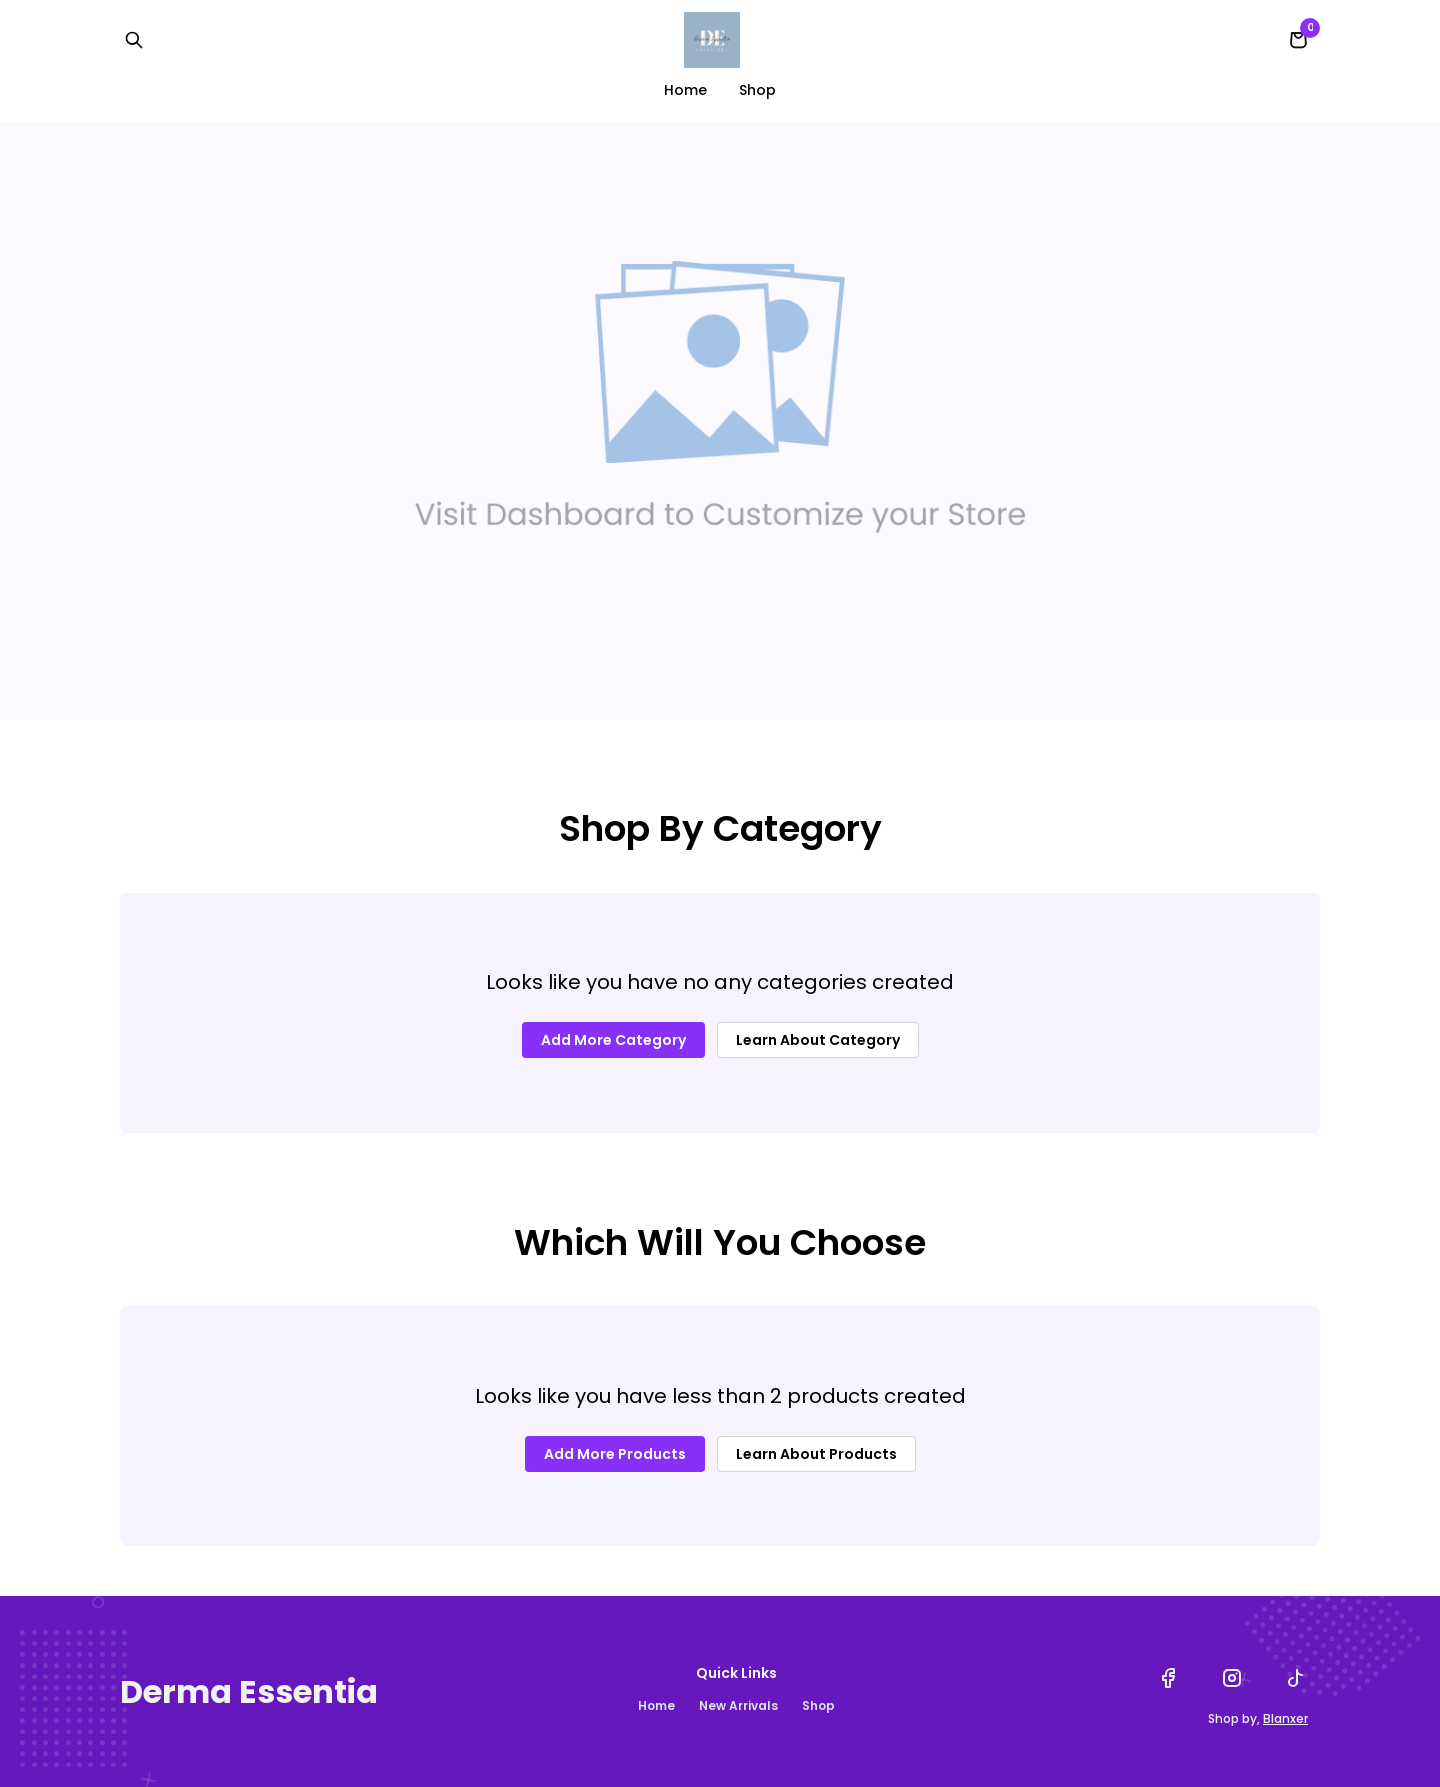 DE
0
Home Shop
Visit Dashboard to Customize your Store
Shop By Category
Looks like you have no any categories created
Add More Category Learn About Category
Which Will You Choose
Looks like you have less than 2 products created
Add More Products Learn About Products
Derma Essentia
Quick Links
Home New Arrivals Shop
Shop by, Blanxer